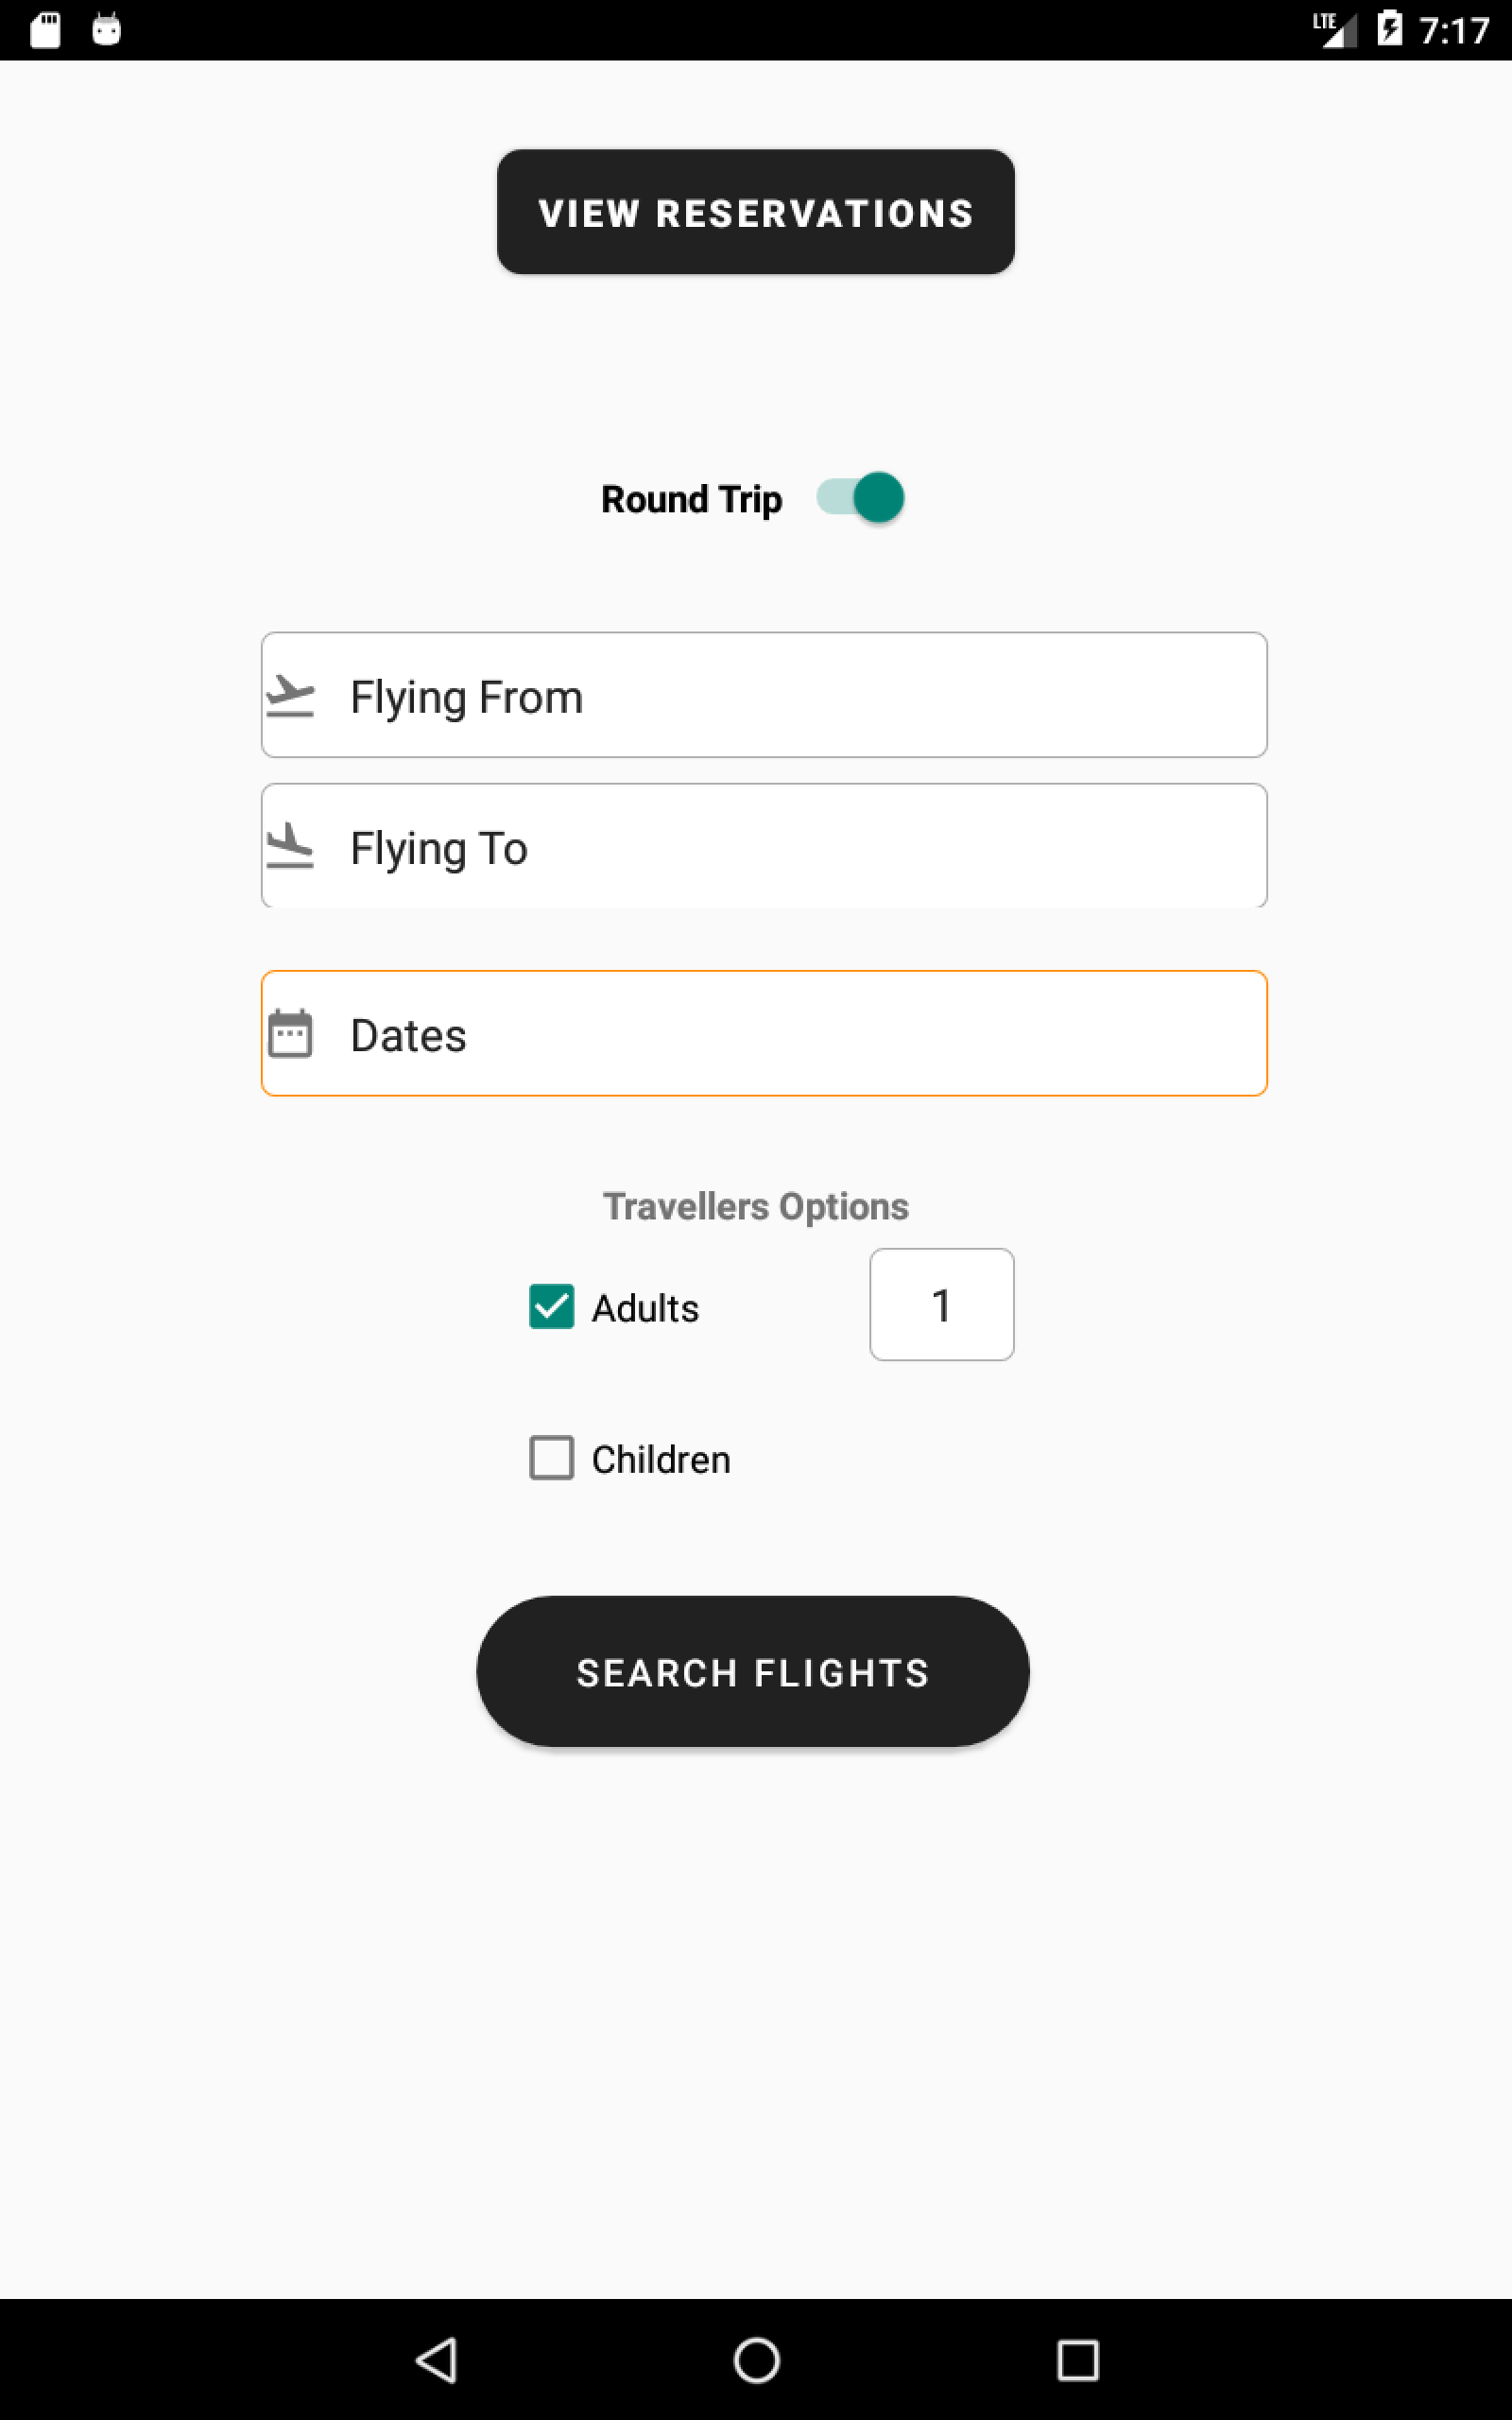 LTE 7:17
VIEW RESERVATIONS
Round Trip
Flying From
Flying To
Dates
Travellers Options
Adults 1
Children
SEARCH FLIGHTS